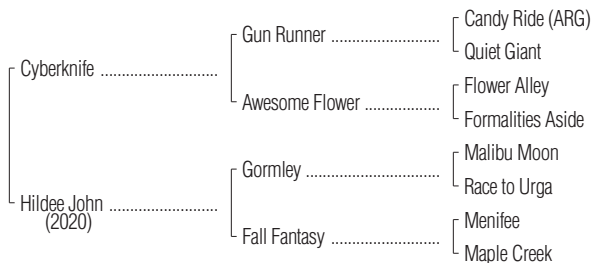 Candy Ride (ARG)
Gun Runner ........................
Quiet Giant
Cyberknife ..........................
Flower Alley
Awesome Flower .................
Formalities Aside
Malibu Moon
Gormley ..............................
Race to Urga
Hildee John ........................
(2020)
Menifee
Fall Fantasy ........................
Maple Creek